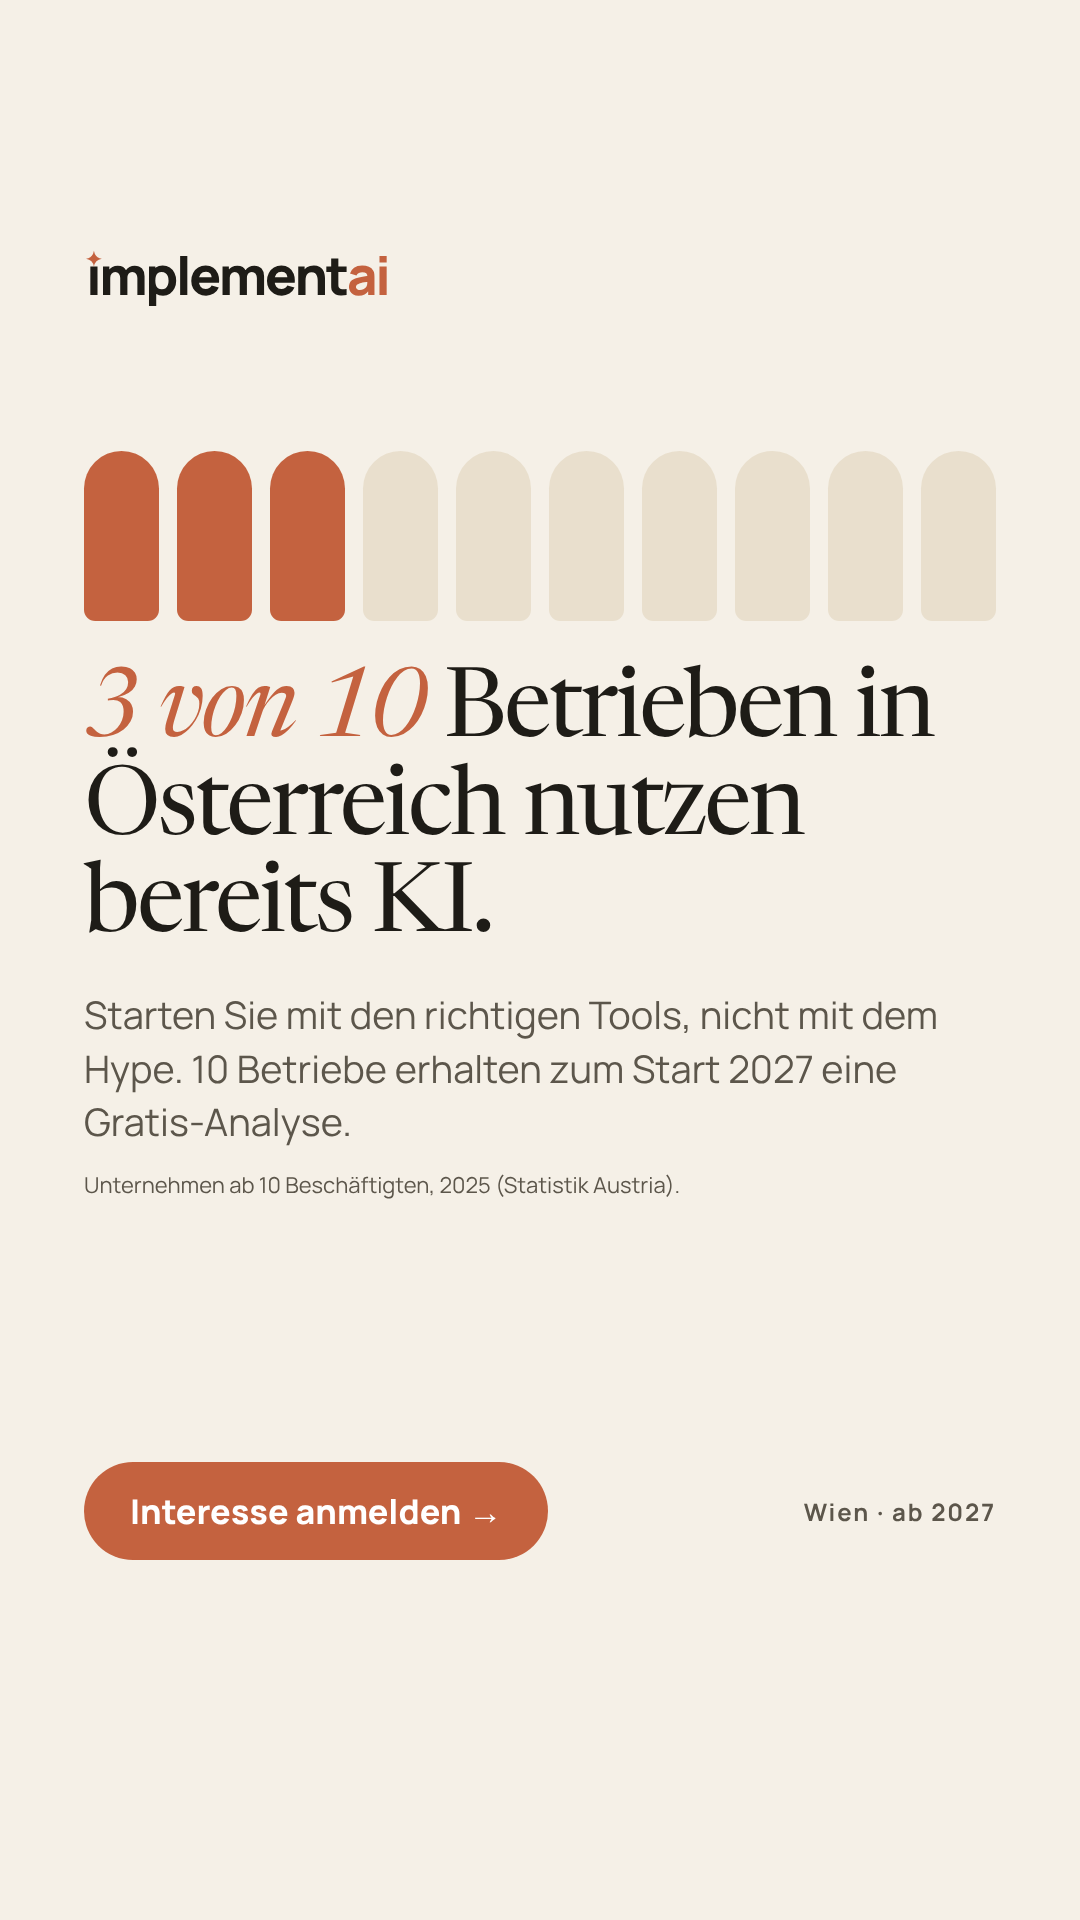 implementai
3 von 10 Betrieben in
Österreich nutzen
bereits KI.
Starten Sie mit den richtigen Tools, nicht mit dem
Hype. 10 Betriebe erhalten zum Start 2027 eine
Gratis-Analyse.
Unternehmen ab 10 Beschäftigten, 2025 (Statistik Austria).
Interesse anmelden →
Wien · ab 2027